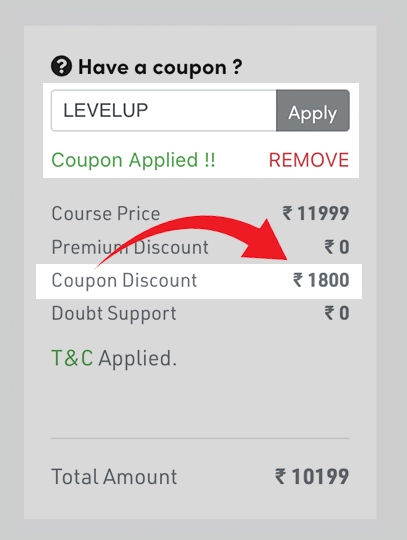 ? Have a coupon ?
LEVELUP Apply
Coupon Applied !! REMOVE
Course Price ₹ 11999
Premium Discount ₹ 0
Coupon Discount ₹ 1800
Doubt Support ₹ 0
T&C Applied.
Total Amount ₹ 10199